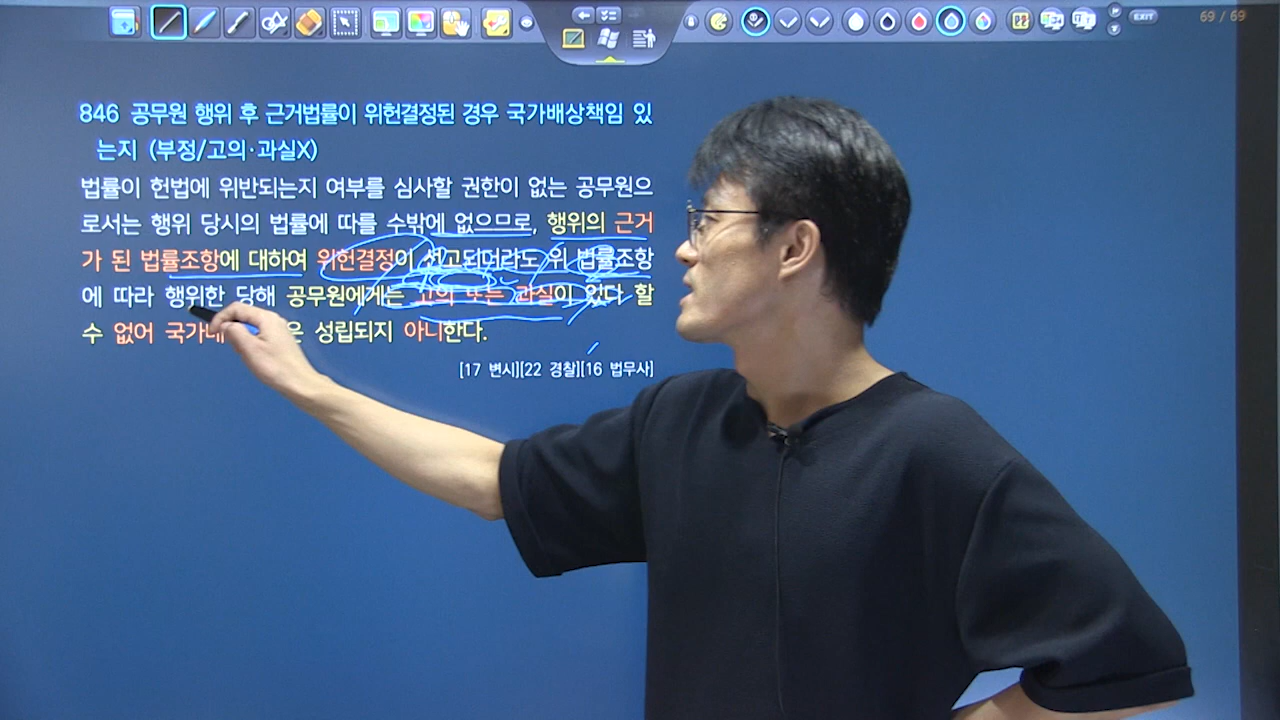 EXIT
69 / 69
846 공무원 행위 후 근거법률이 위헌결정된 경우 국가배상책임 있
는지 (부정/고의·과실X)
법률이 헌법에 위반되는지 여부를 심사할 권한이 없는 공무원으
로서는 행위 당시의 법률에 따를 수밖에 없으므로, 행위의 근거
가 된 법률조항에 대하여 위헌결정이 선고되더라도 위 법률조항
에 따라 행위한 당해 공무원에게는 고의 또는 과실이 있다 할
수 없어 국가 은 성립되지 아니한다.
[17 변시][22 경찰][16 법무사]